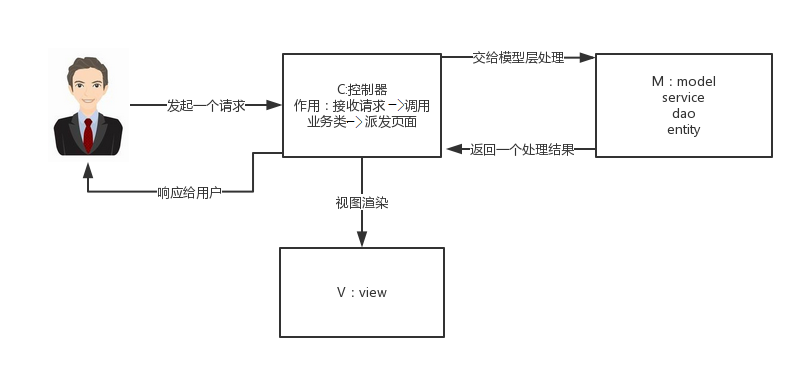 发起一个请求
C:控制器
作用：接收请求-->调用
业务类-->派发页面
交给模型层处理
M：model
service
dao
entity
返回一个处理结果
响应给用户
视图渲染
V：view